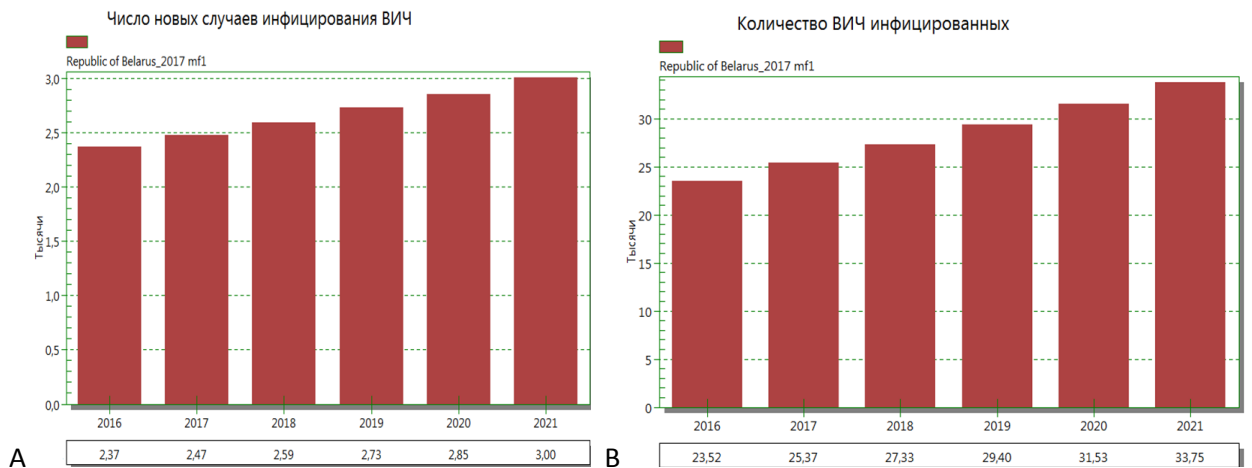 Число новых случаев инфицирования ВИЧ
Republic of Belarus_2017 mf1
3,0
2,5
2,0
1,5
1,0
0,5
0,0
Тысячи
2016 2017 2018 2019 2020 2021
2,37 2,47 2,59 2,73 2,85 3,00
A
Количество ВИЧ инфицированных
Republic of Belarus_2017 mf1
30
25
20
15
10
5
0
Тысячи
2016 2017 2018 2019 2020 2021
23,52 25,37 27,33 29,40 31,53 33,75
B